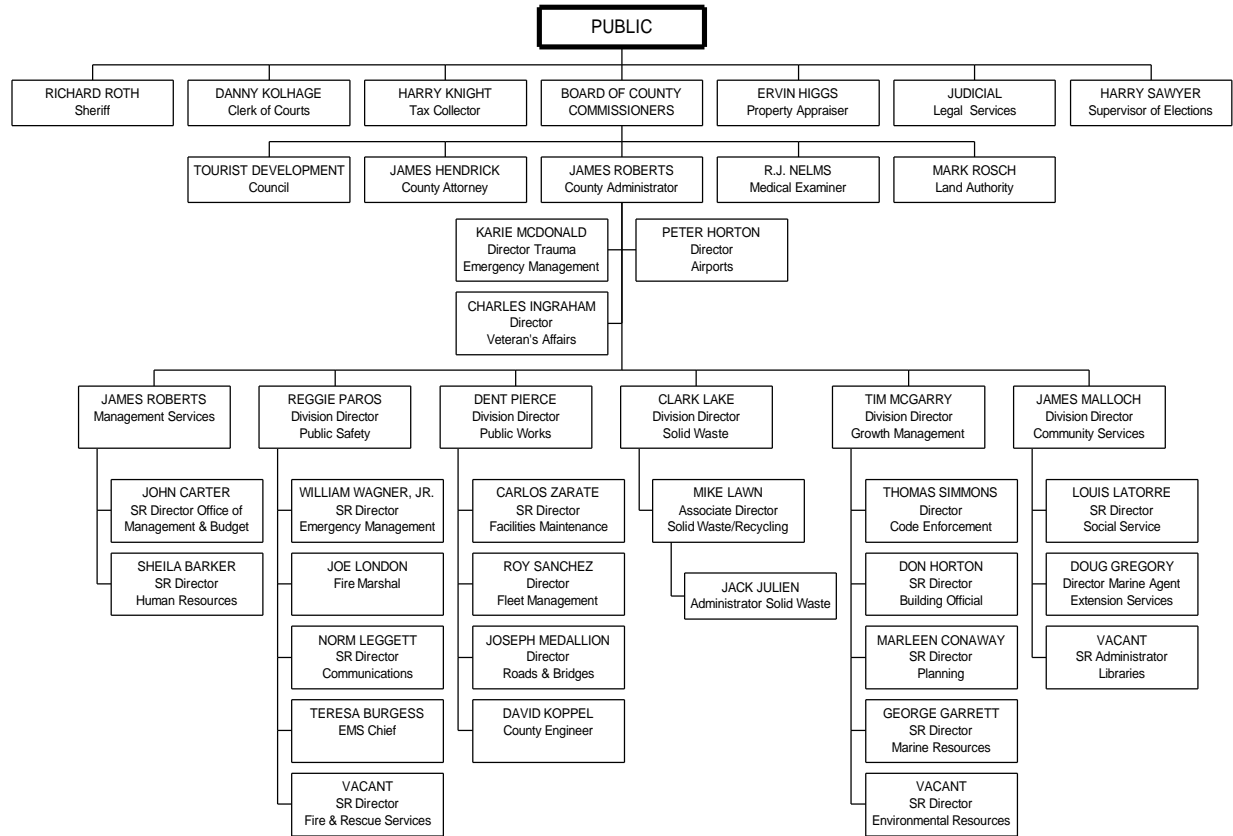 PUBLIC
RICHARD ROTH
Sheriff
DANNY KOLHAGE
Clerk of Courts
HARRY KNIGHT
Tax Collector
BOARD OF COUNTY
COMMISSIONERS
ERVIN HIGGS
Property Appraiser
JUDICIAL
Legal Services
HARRY SAWYER
Supervisor of Elections
TOURIST DEVELOPMENT
Council
JAMES HENDRICK
County Attorney
JAMES ROBERTS
County Administrator
R.J. NELMS
Medical Examiner
MARK ROSCH
Land Authority
KARIE MCDONALD
Director Trauma
Emergency Management
PETER HORTON
Director
Airports
CHARLES INGRAHAM
Director
Veteran's Affairs
JAMES ROBERTS
Management Services
REGGIE PAROS
Division Director
Public Safety
DENT PIERCE
Division Director
Public Works
CLARK LAKE
Division Director
Solid Waste
TIM MCGARRY
Division Director
Growth Management
JAMES MALLOCH
Division Director
Community Services
JOHN CARTER
SR Director Office of
Management & Budget
SHEILA BARKER
SR Director
Human Resources
WILLIAM WAGNER, JR.
SR Director
Emergency Management
JOE LONDON
Fire Marshal
NORM LEGGETT
SR Director
Communications
TERESA BURGESS
EMS Chief
VACANT
SR Director
Fire & Rescue Services
CARLOS ZARATE
SR Director
Facilities Maintenance
ROY SANCHEZ
Director
Fleet Management
JOSEPH MEDALLION
Director
Roads & Bridges
DAVID KOPPEL
County Engineer
MIKE LAWN
Associate Director
Solid Waste/Recycling
JACK JULIEN
Administrator Solid Waste
THOMAS SIMMONS
Director
Code Enforcement
DON HORTON
SR Director
Building Official
MARLEEN CONAWAY
SR Director
Planning
GEORGE GARRETT
SR Director
Marine Resources
VACANT
SR Director
Environmental Resources
LOUIS LATORRE
SR Director
Social Service
DOUG GREGORY
Director Marine Agent
Extension Services
VACANT
SR Administrator
Libraries